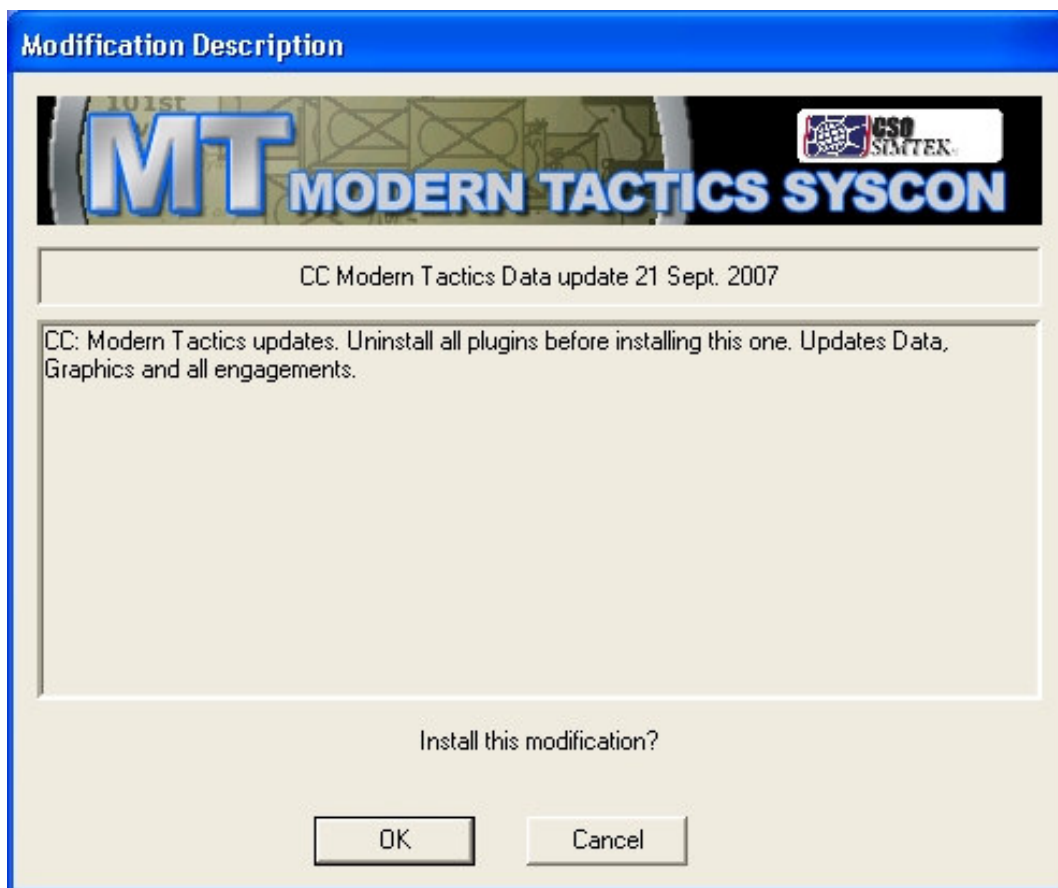 Modification Description
101st
MT MODERN TACTICS SYSCON
CSO
SIMTEK
CC Modern Tactics Data update 21 Sept. 2007
CC: Modern Tactics updates. Uninstall all plugins before installing this one. Updates Data,
Graphics and all engagements.
Install this modification?
OK
Cancel